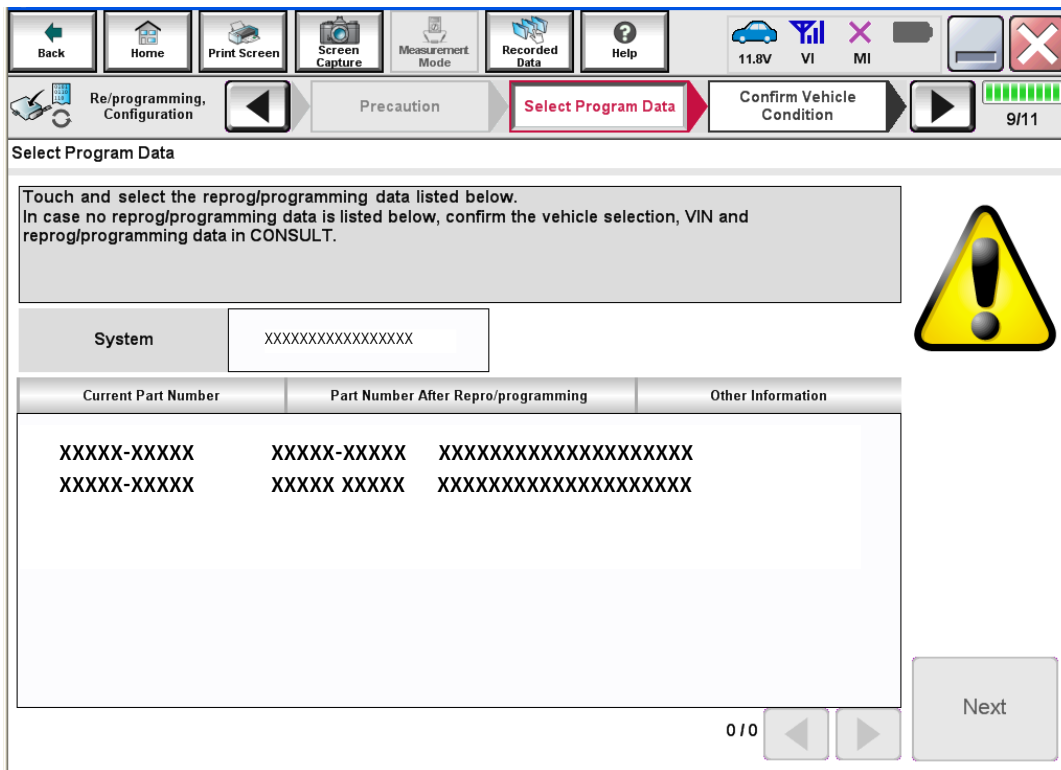 Back
Home
Print Screen
Screen
Capture
Measurement
Mode
Recorded
Data
Help
11.8V
VI
MI
Re/programming,
Configuration
Precaution
Select Program Data
Confirm Vehicle
Condition
9/11
Select Program Data
Touch and select the reprog/programming data listed below.
In case no reprog/programming data is listed below, confirm the vehicle selection, VIN and
reprog/programming data in CONSULT.
System
XXXXXXXXXXXXXXXXX
Current Part Number
Part Number After Repro/programming
Other Information
XXXXX-XXXXX XXXXX-XXXXX XXXXXXXXXXXXXXXXXXXX
XXXXX-XXXXX XXXXX XXXXX XXXXXXXXXXXXXXXXXXXX
Next
0/0